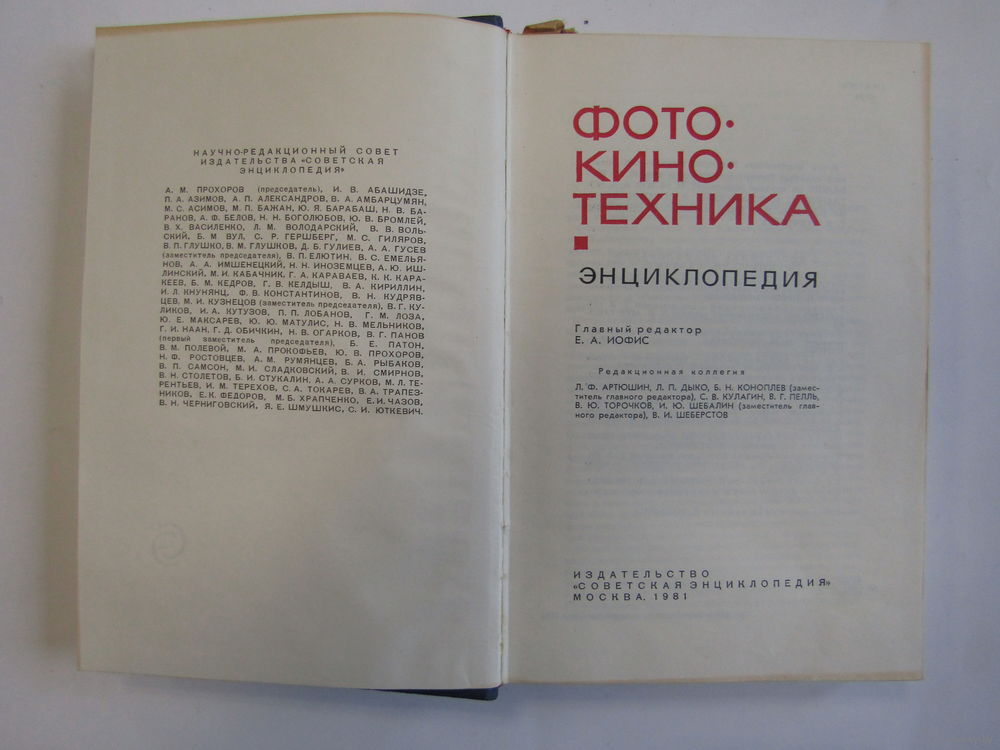 НАУЧНО-РЕДАКЦИОННЫЙ СОВЕТ
ИЗДАТЕЛЬСТВА «СОВЕТСКАЯ
ЭНЦИКЛОПЕДИЯ»
А. М. ПРОХОРОВ (председатель), И. В. АБАШИДЗЕ,
П. А. АЗИМОВ, А. П. АЛЕКСАНДРОВ, В. А. АМБАРЦУМЯН,
М. С. АСИМОВ, М. П. БАЖАН, Ю. Я. БАРАБАШ, Н. В. БА-
РАНОВ, А. Ф. БЕЛОВ, Н. Н. БОГОЛЮБОВ, Ю. В. БРОМЛЕЙ,
В. Х. ВАСИЛЕНКО, Л. М. ВОЛОДАРСКИЙ, В. В. ВОЛЬ-
СКИЙ, Б. М ВУЛ, С. Р. ГЕРШБЕРГ, М. С. ГИЛЯРОВ,
В. П. ГЛУШКО, В. М. ГЛУШКОВ, Д. Б. ГУЛИЕВ, А. А. ГУСЕВ
(заместитель председателя), В. П. ЕЛЮТИН, В. С. ЕМЕЛЬЯ-
НОВ, А. А. ИМШЕНЕЦКИЙ, Н. Н. ИНОЗЕМЦЕВ, А. Ю. ИШ-
ЛИНСКИЙ, М. И. КАБАЧНИК, Г. А. КАРАВАЕВ, К. К. КАРА-
КЕЕВ, Б. М. КЕДРОВ, Г. В. КЕЛДЫШ, В. А. КИРИЛЛИН,
И. Л. КНУНЯНЦ, Ф. В. КОНСТАНТИНОВ, В. Н. КУДРЯВ-
ЦЕВ, М. И. КУЗНЕЦОВ (заместитель председателя), В. Г. КУ-
ЛИКОВ, И. А. КУТУЗОВ, П. П. ЛОБАНОВ, Г. М. ЛОЗА,
Ю. Е. МАКСАРЕВ, Ю. Ю. МАТУЛИС, Н. В. МЕЛЬНИКОВ,
Г. И. НААН, Г. Д. ОБИЧКИН, Н. В. ОГАРКОВ, В. Г. ПАНОВ
(первый заместитель председателя), Б. Е. ПАТОН,
В. М. ПОЛЕВОЙ, М. А. ПРОКОФЬЕВ, Ю. В. ПРОХОРОВ,
Н. Ф. РОСТОВЦЕВ, А. М. РУМЯНЦЕВ, Б. А. РЫБАКОВ,
В. П. САМСОН, М. И. СЛАДКОВСКИЙ, В. И. СМИРНОВ,
В. Н. СТОЛЕТОВ, Б. И. СТУКАЛИН, А. А. СУРКОВ, М. Л. ТЕ-
РЕНТЬЕВ, И. М. ТЕРЕХОВ, С. А. ТОКАРЕВ, В. А. ТРАПЕЗ-
НИКОВ, Е. К. ФЕДОРОВ, М. Б. ХРАПЧЕНКО, Е. И. ЧАЗОВ,
В. Н. ЧЕРНИГОВСКИЙ, Я. Е. ШМУШКИС, С. И. ЮТКЕВИЧ.
ФОТО·
КИНО·
ТЕХНИКА
ЭНЦИКЛОПЕДИЯ
Главный редактор
Е. А. ИОФИС
Редакционная коллегия
Л. Ф. АРТЮШИН, Л. П. ДЫКО, Б. Н. КОНОПЛЕВ (замес-
титель главного редактора), С. В. КУЛАГИН, В. Г. ПЕЛЛЬ,
В. Ю. ТОРОЧКОВ, И. Ю. ШЕБАЛИН (заместитель глав-
ного редактора), В. И. ШЕБЕРСТОВ
ИЗДАТЕЛЬСТВО
«СОВЕТСКАЯ ЭНЦИКЛОПЕДИЯ»
МОСКВА. 1981